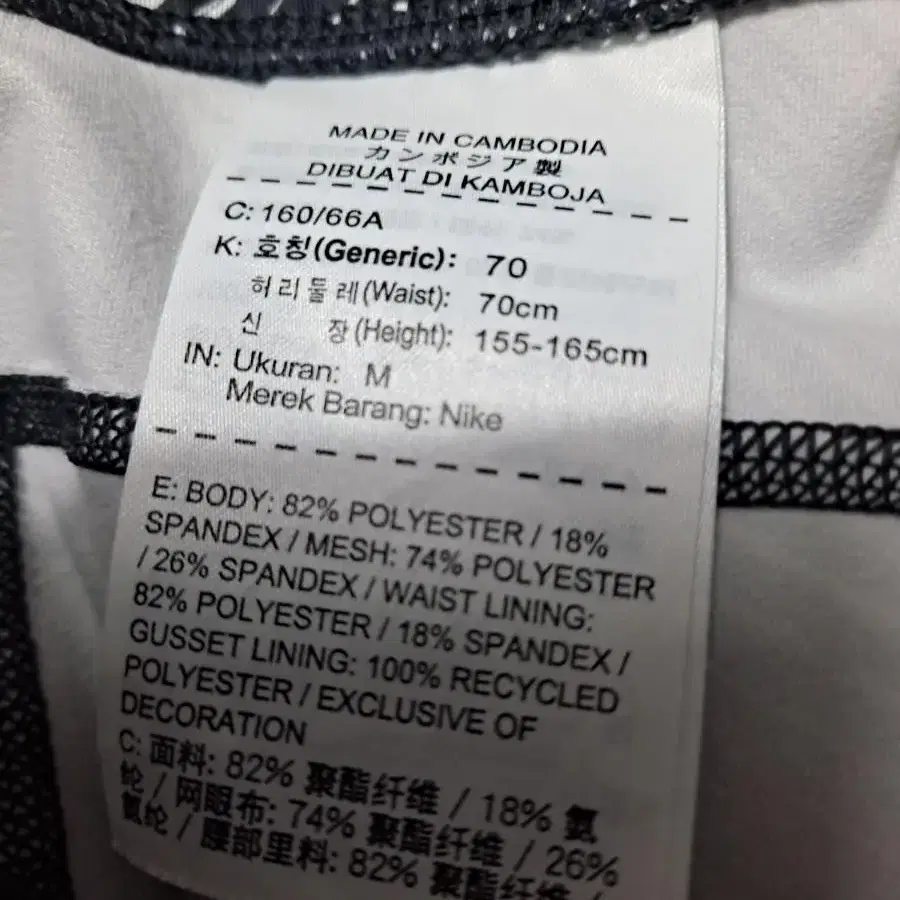 MADE IN CAMBODIA
カンボジア製
DIBUAT DI KAMBOJA
C: 160/66A
K: 호칭(Generic): 70
허리둘레(Waist): 70cm
신 장(Height): 155-165cm
IN: Ukuran: M
Merek Barang: Nike
E: BODY: 82% POLYESTER / 18%
SPANDEX / MESH: 74% POLYESTER
/ 26% SPANDEX / WAIST LINING:
82% POLYESTER / 18% SPANDEX /
GUSSET LINING: 100% RECYCLED
POLYESTER / EXCLUSIVE OF
DECORATION
C: 面料: 82% 聚酯纤维 / 18% 氨
纶 / 网眼布: 74% 聚酯纤维 / 26%
氨纶 / 腰部里料: 82% 聚酯纤维 /